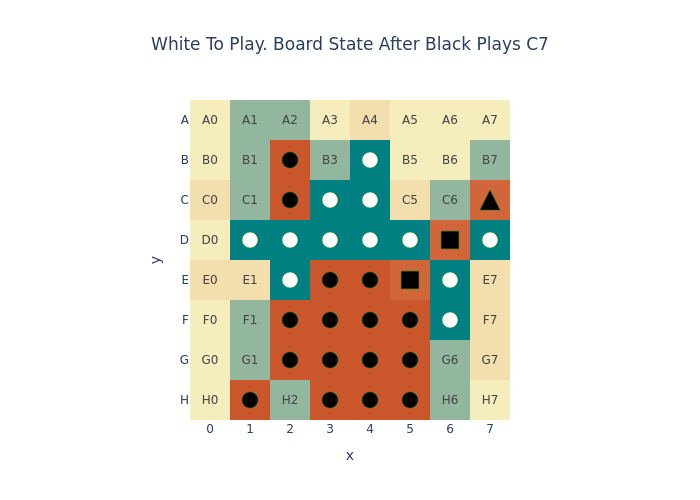 White To Play. Board State After Black Plays C7
A A0 A1 A2 A3 A4 A5 A6 A7
B B0 B1 B3 B5 B6 B7
C C0 C1 C5 C6
D D0
E E0 E1 E7
F F0 F1 F7
G G0 G1 G6 G7
H H0 H2 H6 H7
0 1 2 3 4 5 6 7
x
y